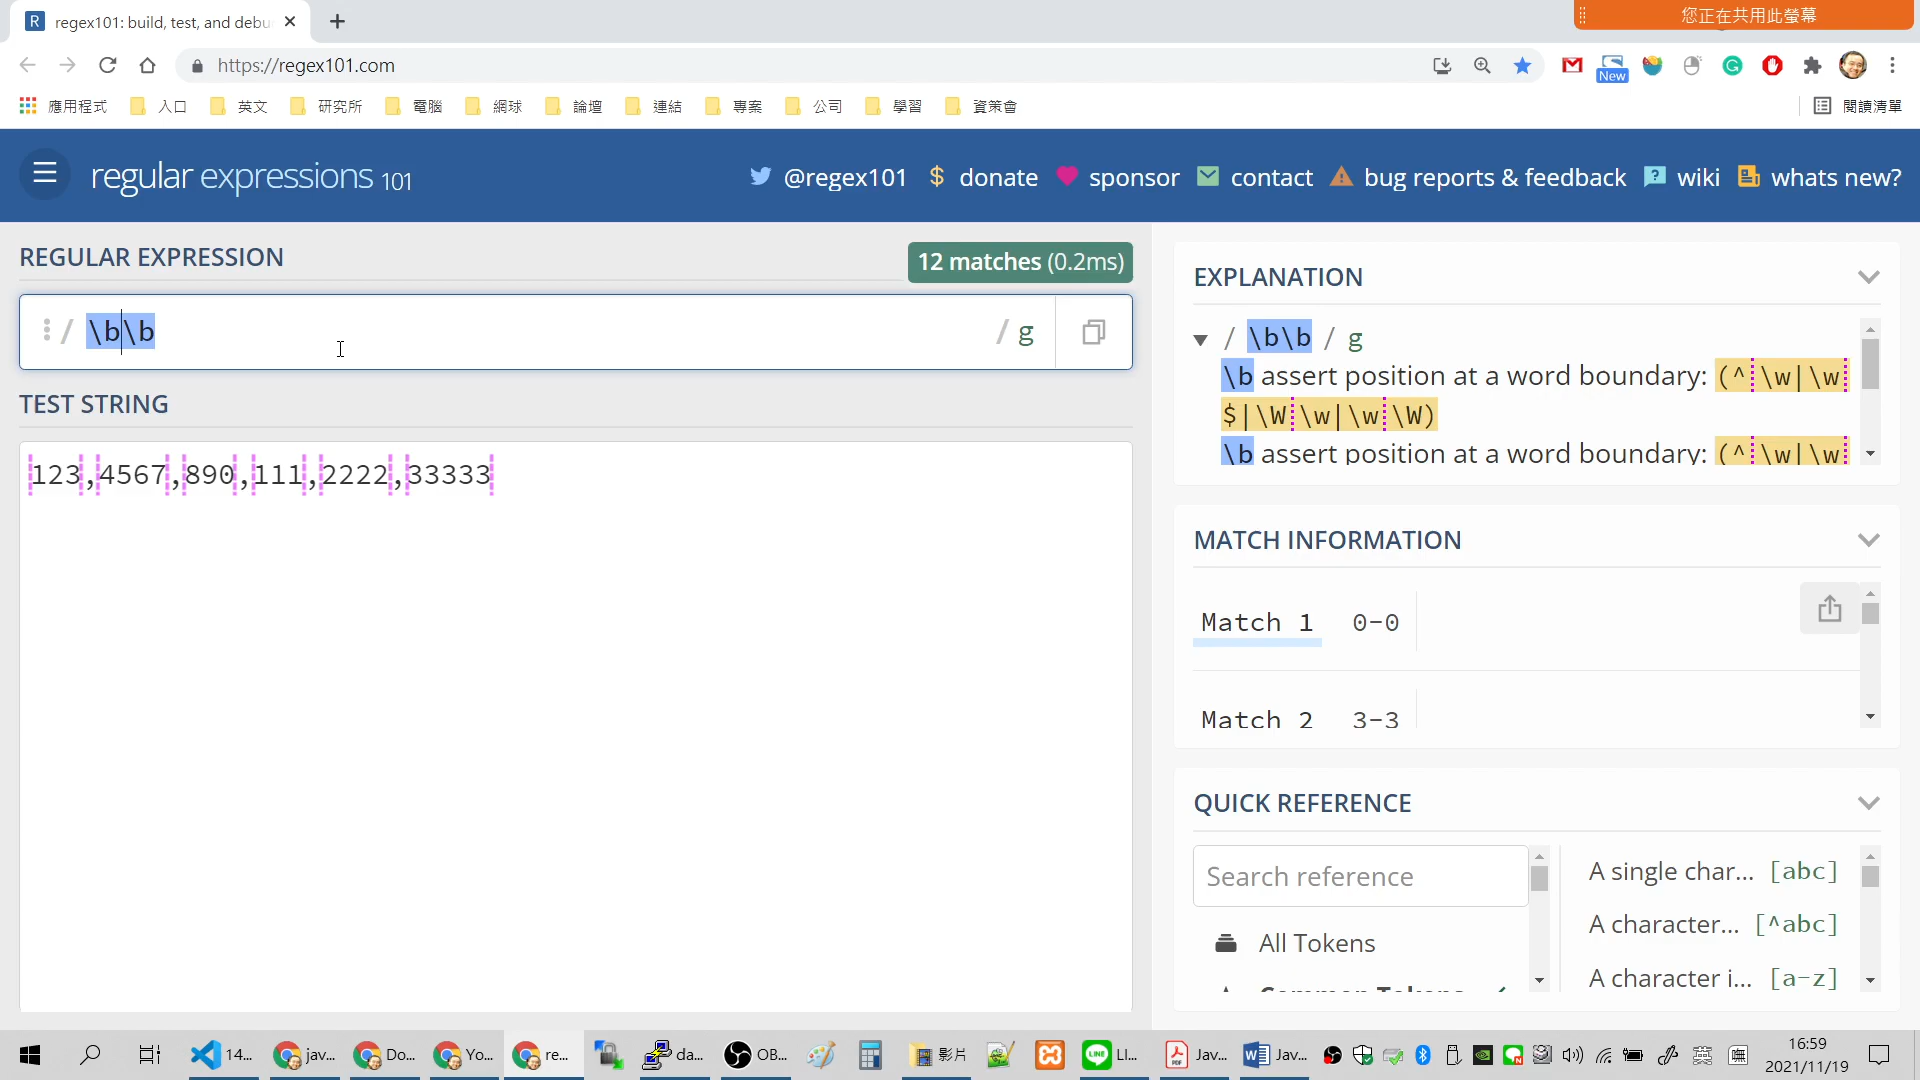 regex101: build, test, and debu
您正在共用此螢幕
https://regex101.com
New
應用程式 入口 英文 研究所 電腦 網球 論壇 連結 專案 公司 學習 資策會 閱讀清單
regular expressions 101
@regex101 donate sponsor contact bug reports & feedback wiki whats new?
REGULAR EXPRESSION
12 matches (0.2ms)
/ \b\b / g
TEST STRING
123,4567,890,111,2222,33333
EXPLANATION
/ \b\b / g
\b assert position at a word boundary: (^\w|\w
$|\W\w|\w\W)
\b assert position at a word boundary: (^\w|\w
MATCH INFORMATION
Match 1 0-0
Match 2 3-3
QUICK REFERENCE
Search reference
All Tokens
Common Tokens
A single char... [abc]
A character... [^abc]
A character i... [a-z]
14... jav... Do... Yo... re... da... OB... 影片 LI... Jav... Jav... 英
16:59
2021/11/19